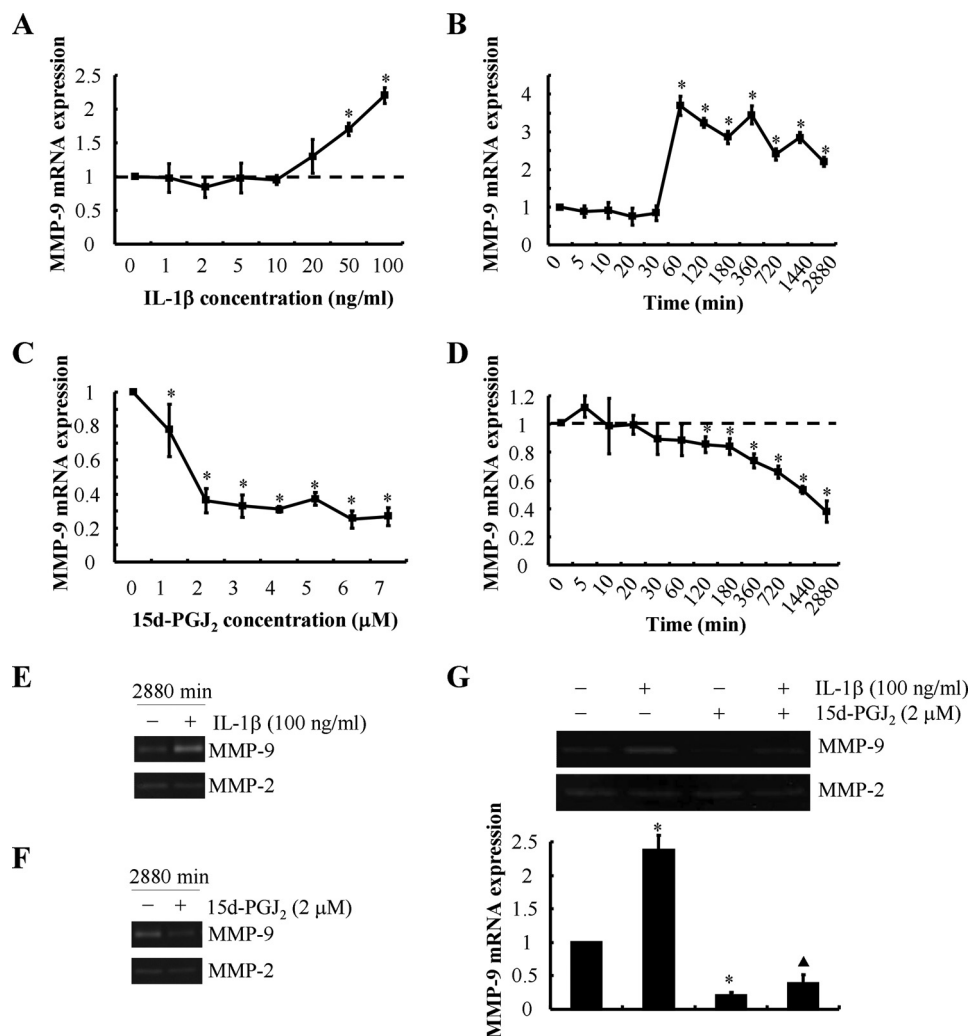 A
MMP-9 mRNA expression
2.5
2
1.5
1
0.5
0
*
*
0 1 2 5 10 20 50 100
IL-1β concentration (ng/ml)
B
MMP-9 mRNA expression
4
3
2
1
0
* * * * * * *
0 5 10 20 30 60 120 180 360 720 1440 2880
Time (min)
C
MMP-9 mRNA expression
1
0.8
0.6
0.4
0.2
0
* * * * * * *
0 1 2 3 4 5 6 7
15d-PGJ₂ concentration (μM)
D
MMP-9 mRNA expression
1.2
1
0.8
0.6
0.4
0.2
0
* * * * * *
0 5 10 20 30 60 120 180 360 720 1440 2880
Time (min)
E
2880 min
− + IL-1β (100 ng/ml)
MMP-9
MMP-2
F
2880 min
− + 15d-PGJ₂ (2 μM)
MMP-9
MMP-2
G
− + − + IL-1β (100 ng/ml)
− − + + 15d-PGJ₂ (2 μM)
MMP-9
MMP-2
MMP-9 mRNA expression
2.5
2
1.5
1
0.5
0
* * ▲